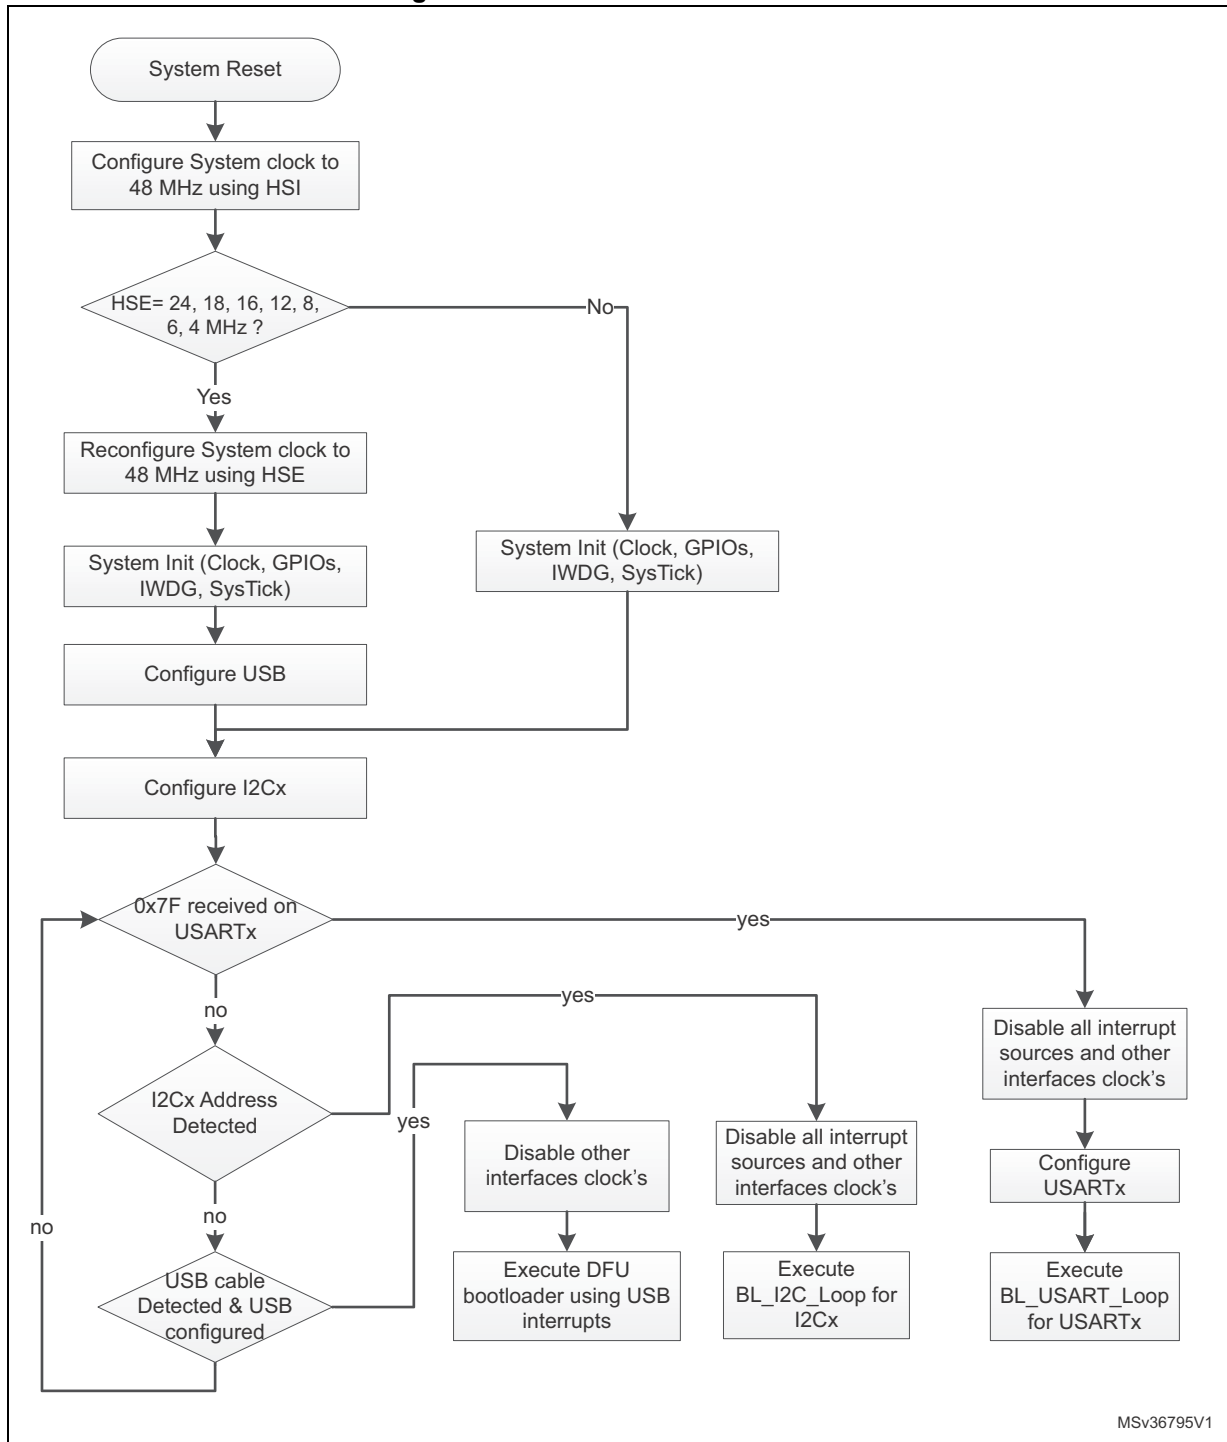 System Reset
Configure System clock to
48 MHz using HSI
HSE= 24, 18, 16, 12, 8,
6, 4 MHz ?
No
Yes
Reconfigure System clock to
48 MHz using HSE
System Init (Clock, GPIOs,
IWDG, SysTick)
System Init (Clock, GPIOs,
IWDG, SysTick)
Configure USB
Configure I2Cx
0x7F received on
USARTx
yes
no
yes
Disable all interrupt
sources and other
interfaces clock's
I2Cx Address
Detected
yes
Disable other
interfaces clock's
Disable all interrupt
sources and other
interfaces clock's
Configure
USARTx
no
no
USB cable
Detected & USB
configured
Execute DFU
bootloader using USB
interrupts
Execute
BL_I2C_Loop for
I2Cx
Execute
BL_USART_Loop
for USARTx
MSv36795V1